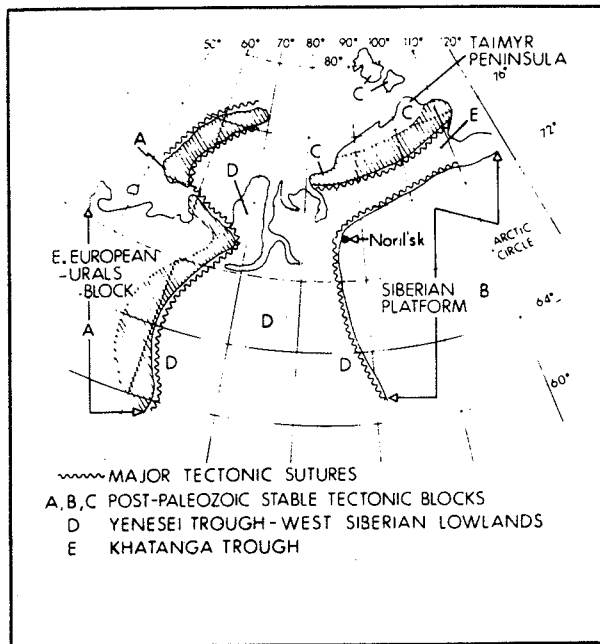 TAIMYR
PENINSULA
50° 60° 70° 80° 90° 100° 110° 120°
80°
76°
C
C
E
72°
A
D
C
Noril'sk
ARCTIC
CIRCLE
E. EUROPEAN
-URALS
BLOCK
A
SIBERIAN
PLATFORM
B
D
64°
D
D
60°
MAJOR TECTONIC SUTURES
A,B,C POST-PALEOZOIC STABLE TECTONIC BLOCKS
D YENESEI TROUGH-WEST SIBERIAN LOWLANDS
E KHATANGA TROUGH